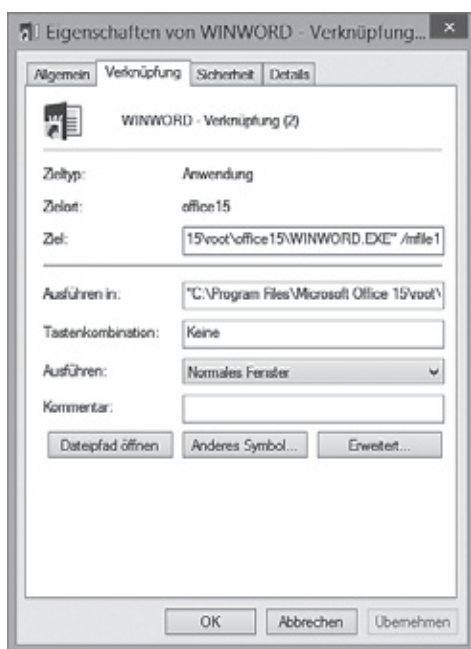 Eigenschaften von WINWORD - Verknüpfung...
Allgemein Verknüpfung Sicherheit Details
WINWORD - Verknüpfung (2)
Zieltyp: Anwendung
Zielort: office15
Ziel: 15\root\office15\WINWORD.EXE" /mfile1
Ausführen in: "C:\Program Files\Microsoft Office 15\root\
Tastenkombination: Keine
Ausführen: Normales Fenster
Kommentar:
Dateipfad öffnen Anderes Symbol... Erweitert...
OK Abbrechen Übernehmen